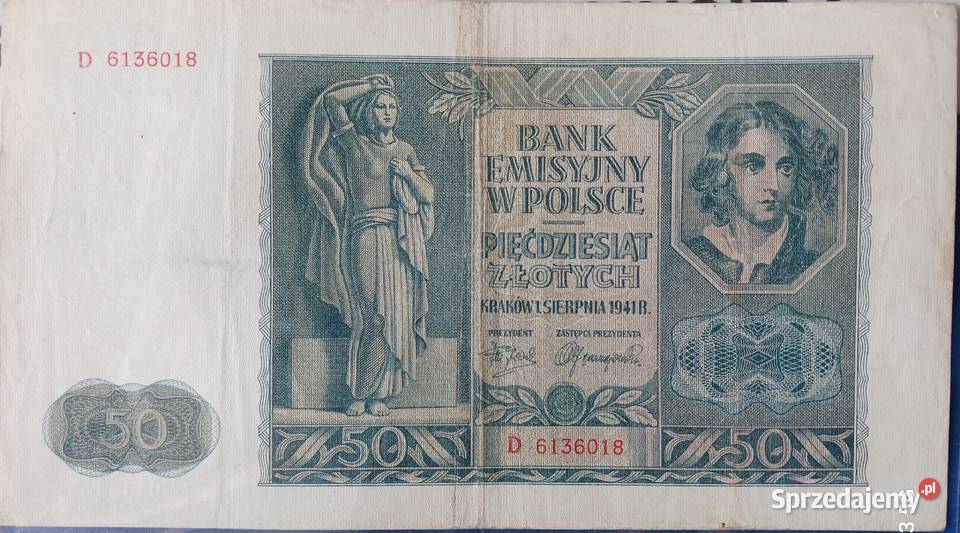 D 6136018
BANK
EMISYJNY
W POLSCE
PIĘĆDZIESIĄT
ZŁOTYCH
KRAKÓW 1. SIERPNIA 1941 R.
PREZYDENT ZASTĘPCA PREZYDENTA
50
50
D 6136018
50
Sprzedajemy.pl